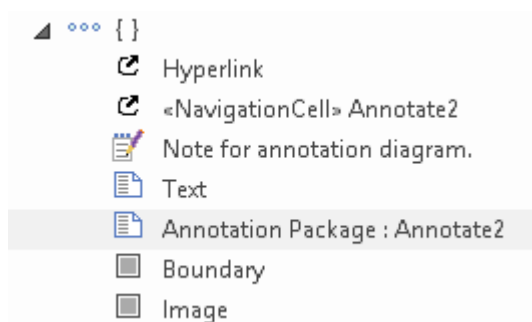 { }
Hyperlink
«NavigationCell» Annotate2
Note for annotation diagram.
Text
Annotation Package : Annotate2
Boundary
Image